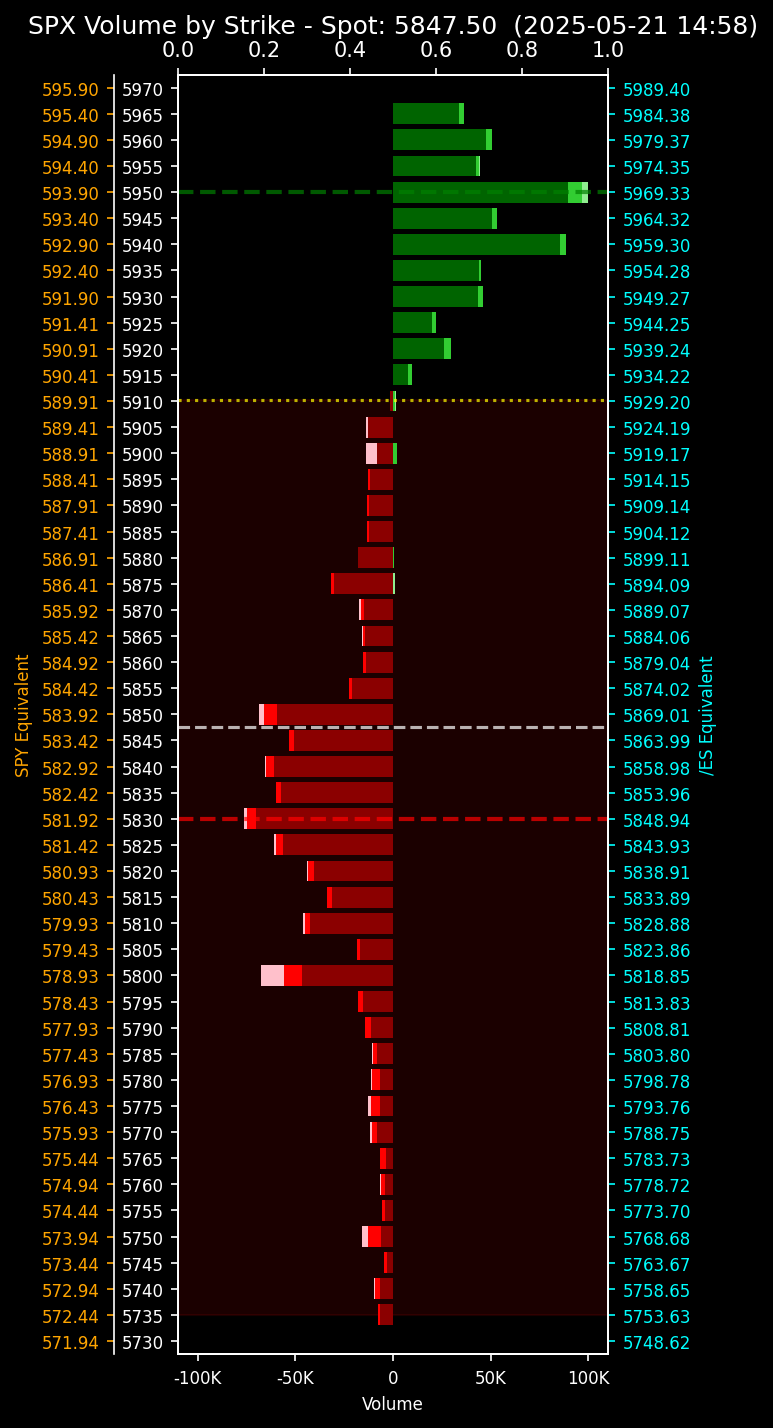 SPX Volume by Strike - Spot: 5847.50 (2025-05-21 14:58)
0.0 0.2 0.4 0.6 0.8 1.0
595.90 5970 5989.40
595.40 5965 5984.38
594.90 5960 5979.37
594.40 5955 5974.35
593.90 5950 5969.33
593.40 5945 5964.32
592.90 5940 5959.30
592.40 5935 5954.28
591.90 5930 5949.27
591.41 5925 5944.25
590.91 5920 5939.24
590.41 5915 5934.22
589.91 5910 5929.20
589.41 5905 5924.19
588.91 5900 5919.17
588.41 5895 5914.15
587.91 5890 5909.14
587.41 5885 5904.12
586.91 5880 5899.11
586.41 5875 5894.09
585.92 5870 5889.07
585.42 5865 5884.06
584.92 5860 5879.04
584.42 5855 5874.02
583.92 5850 5869.01
583.42 5845 5863.99
582.92 5840 5858.98
582.42 5835 5853.96
581.92 5830 5848.94
581.42 5825 5843.93
580.93 5820 5838.91
580.43 5815 5833.89
579.93 5810 5828.88
579.43 5805 5823.86
578.93 5800 5818.85
578.43 5795 5813.83
577.93 5790 5808.81
577.43 5785 5803.80
576.93 5780 5798.78
576.43 5775 5793.76
575.93 5770 5788.75
575.44 5765 5783.73
574.94 5760 5778.72
574.44 5755 5773.70
573.94 5750 5768.68
573.44 5745 5763.67
572.94 5740 5758.65
572.44 5735 5753.63
571.94 5730 5748.62
SPY Equivalent
/ES Equivalent
-100K -50K 0 50K 100K
Volume